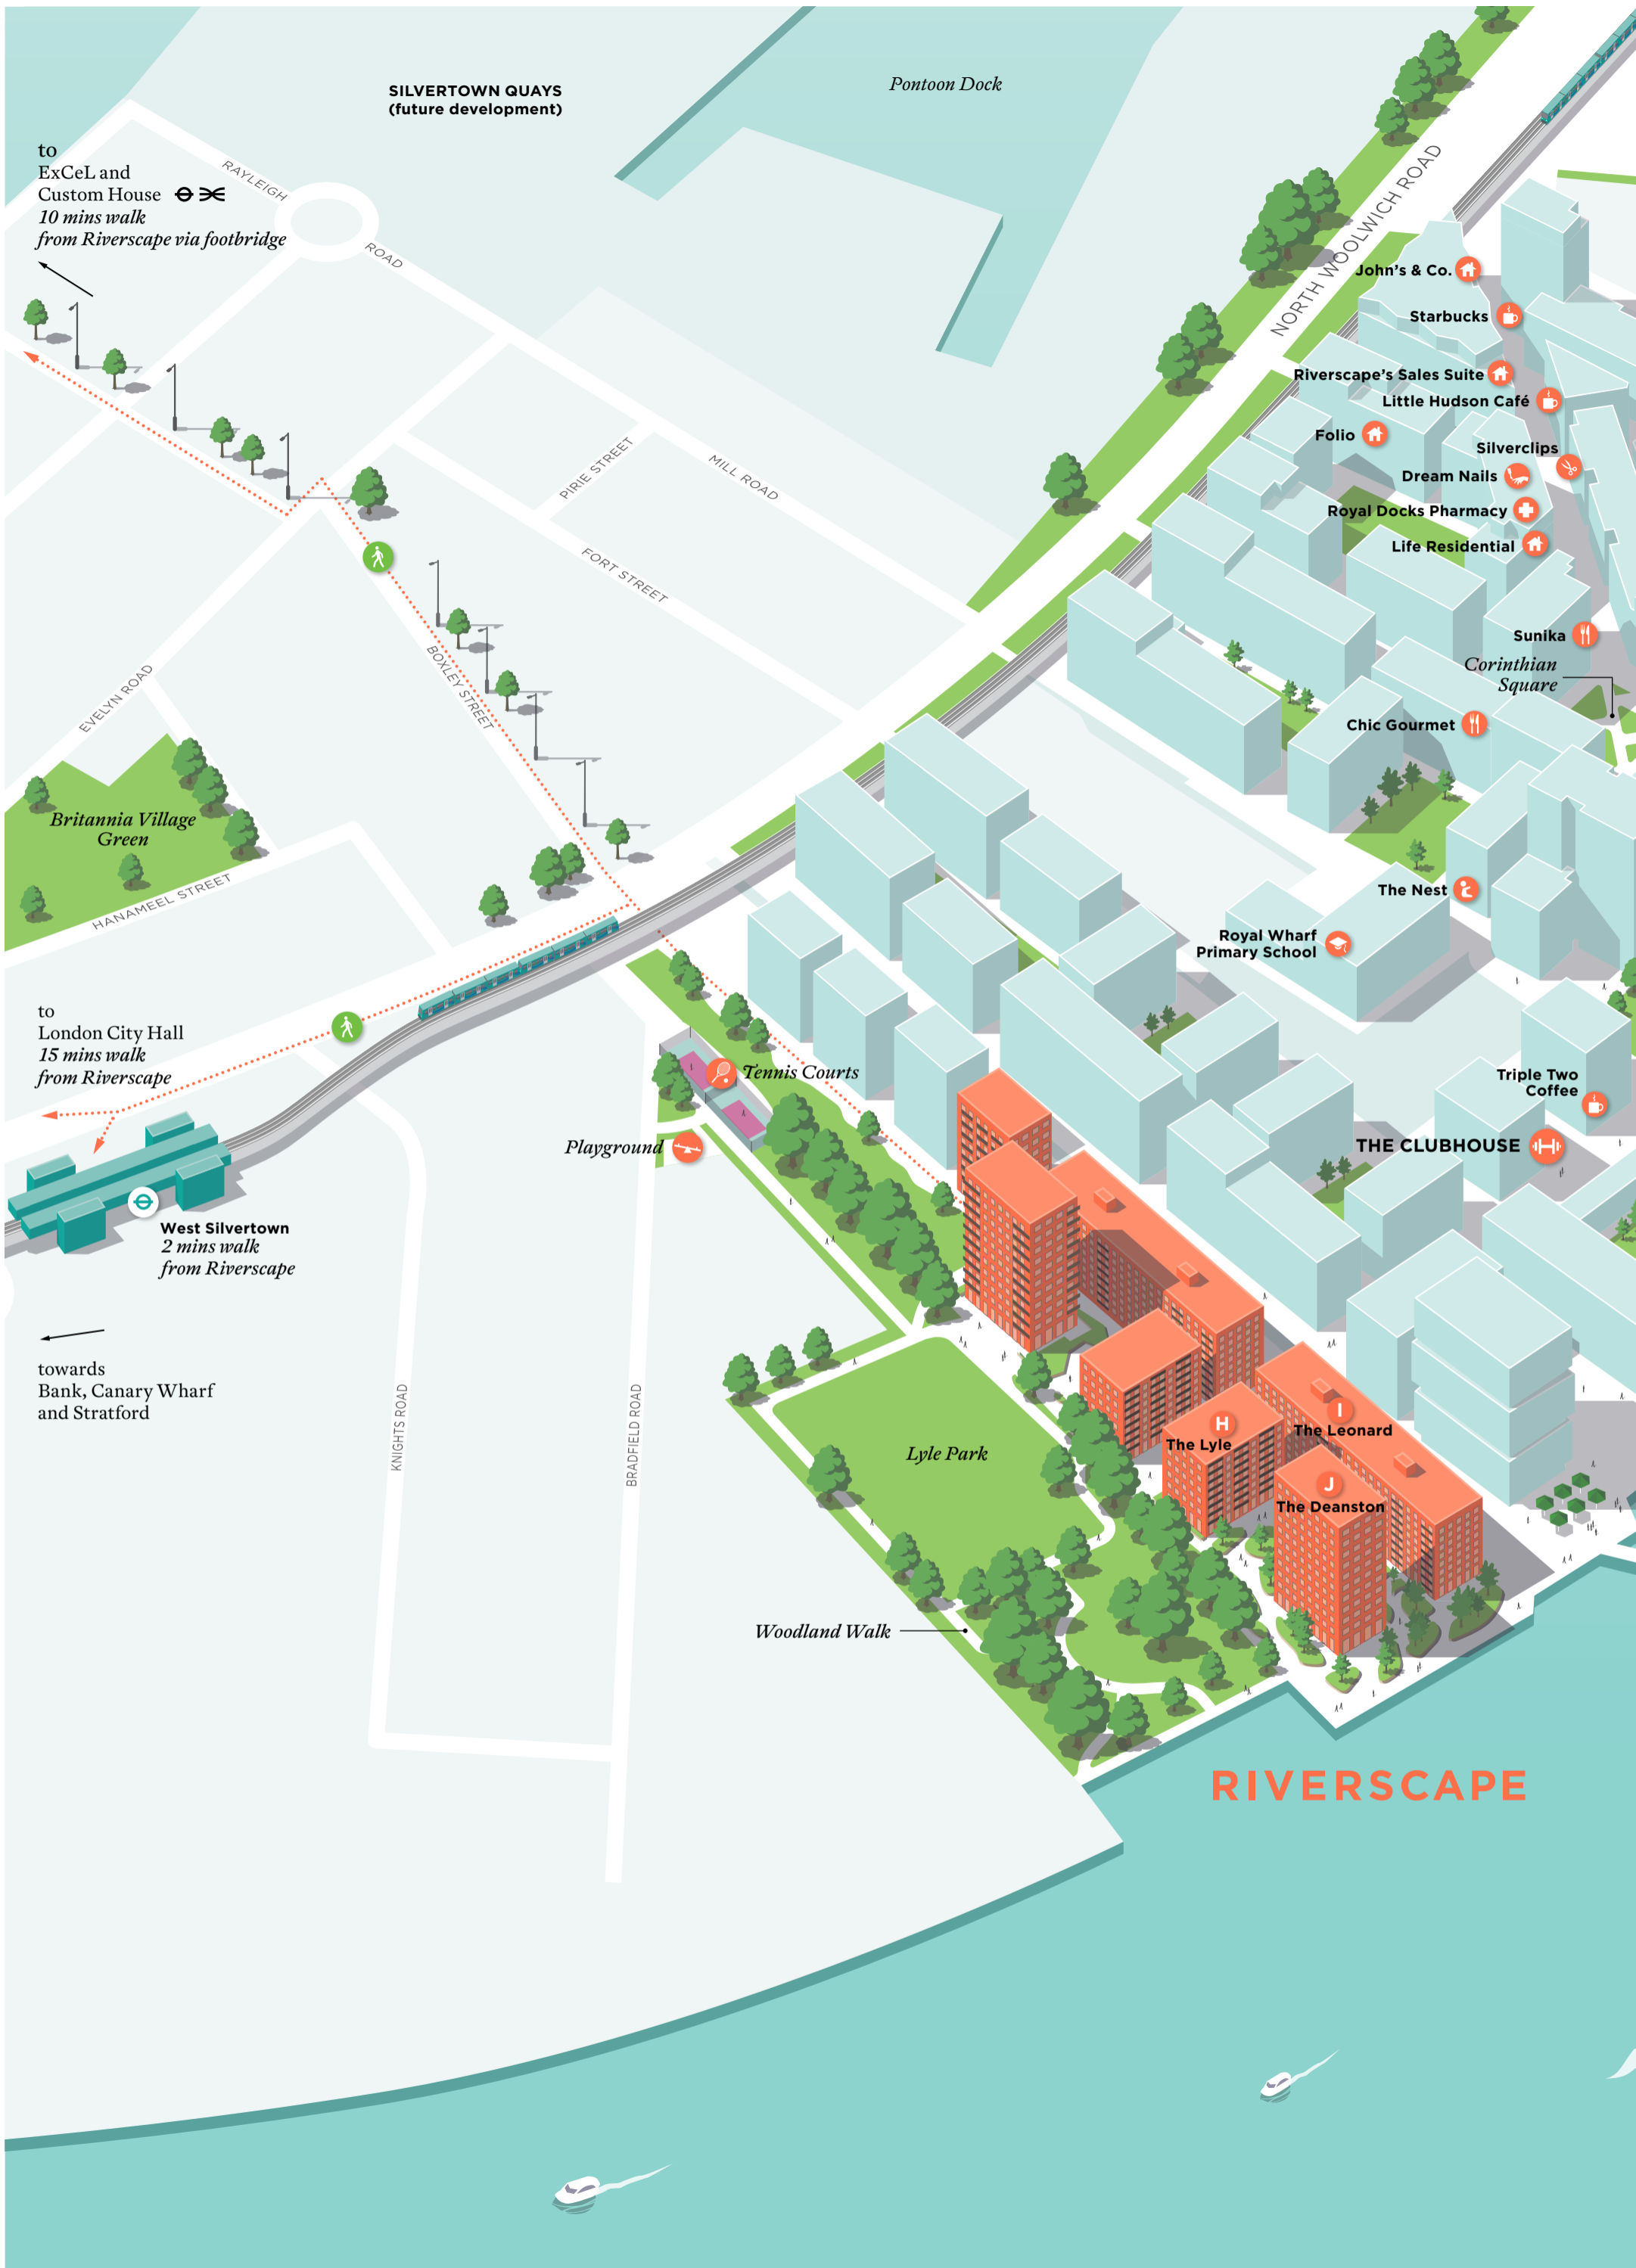 SILVERTOWN QUAYS
(future development)
Pontoon Dock
to
ExCeL and
Custom House
10 mins walk
from Riverscape via footbridge
RAYLEIGH
ROAD
NORTH WOOLWICH ROAD
John's & Co.
Starbucks
Riverscape's Sales Suite
Little Hudson Café
Folio
Silverclips
Dream Nails
Royal Docks Pharmacy
Life Residential
PIRIE STREET
MILL ROAD
FORT STREET
Sunika
Corinthian
Square
Chic Gourmet
EVELYN ROAD
BOXLEY STREET
Britannia Village
Green
HANAMEEL STREET
The Nest
Royal Wharf
Primary School
to
London City Hall
15 mins walk
from Riverscape
Tennis Courts
Triple Two
Coffee
Playground
THE CLUBHOUSE
West Silvertown
2 mins walk
from Riverscape
towards
Bank, Canary Wharf
and Stratford
KNIGHTS ROAD
BRADFIELD ROAD
Lyle Park
H
The Lyle
I
The Leonard
J
The Deanston
Woodland Walk
RIVERSCAPE